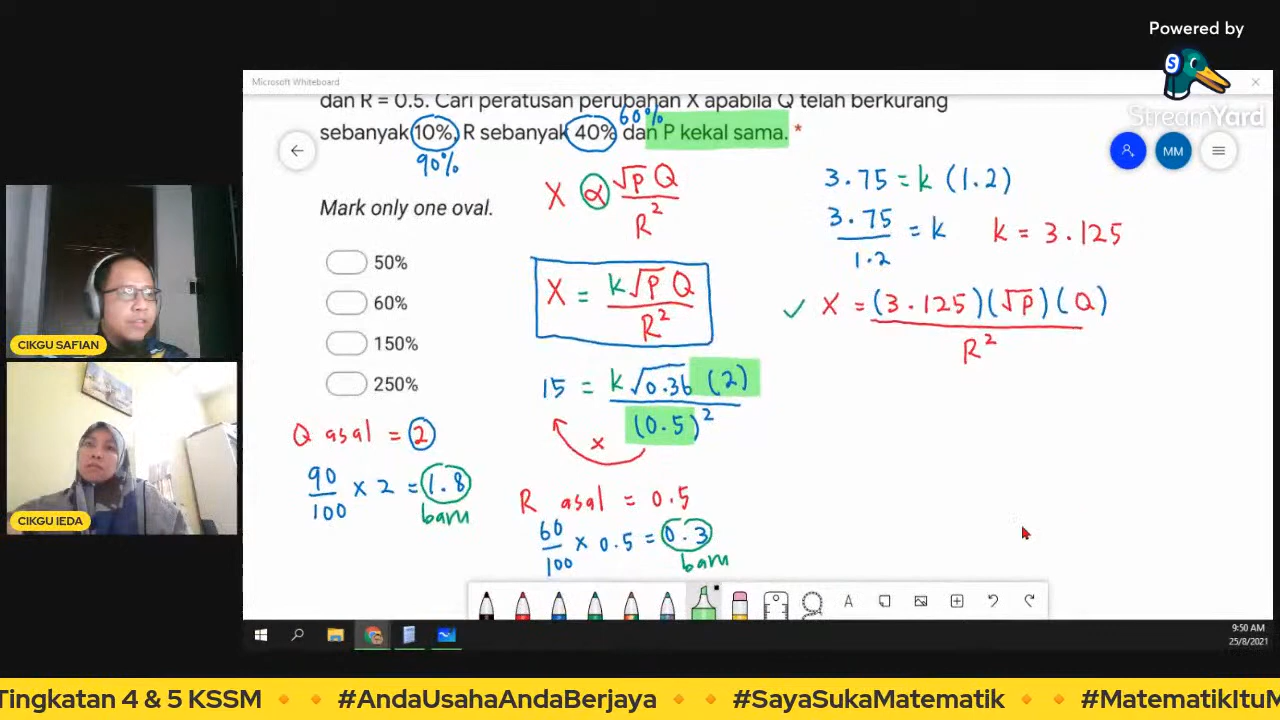 Powered by
StreamYard
Microsoft Whiteboard
dan R = 0.5. Cari peratusan perubahan X apabila Q telah berkurang
sebanyak 10%, R sebanyak 40% dan P kekal sama. *
60%
90%
MM
Mark only one oval.
50%
60%
150%
250%
X α √P Q / R²
X = k√P Q / R²
15 = k√0.36 (2) / (0.5)²
x
Q asal = 2
90/100 x 2 = 1.8
baru
R asal = 0.5
60/100 x 0.5 = 0.3
baru
3.75 = k (1.2)
3.75/1.2 = k k = 3.125
✓ X = (3.125)(√P)(Q) / R²
CIKGU SAFIAN
CIKGU IEDA
A
9:50 AM
25/8/2021
Tingkatan 4 & 5 KSSM #AndaUsahaAndaBerjaya #SayaSukaMatematik #MatematikItuM